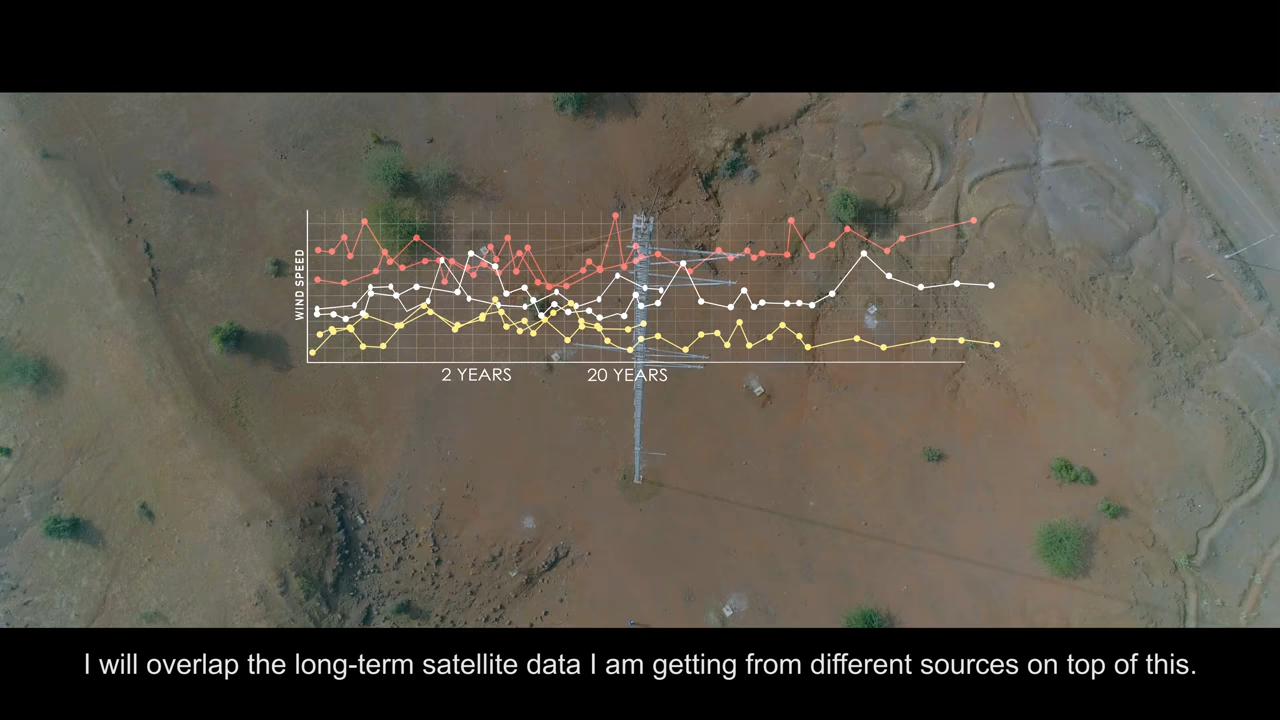 WIND SPEED
2 YEARS 20 YEARS
I will overlap the long-term satellite data I am getting from different sources on top of this.